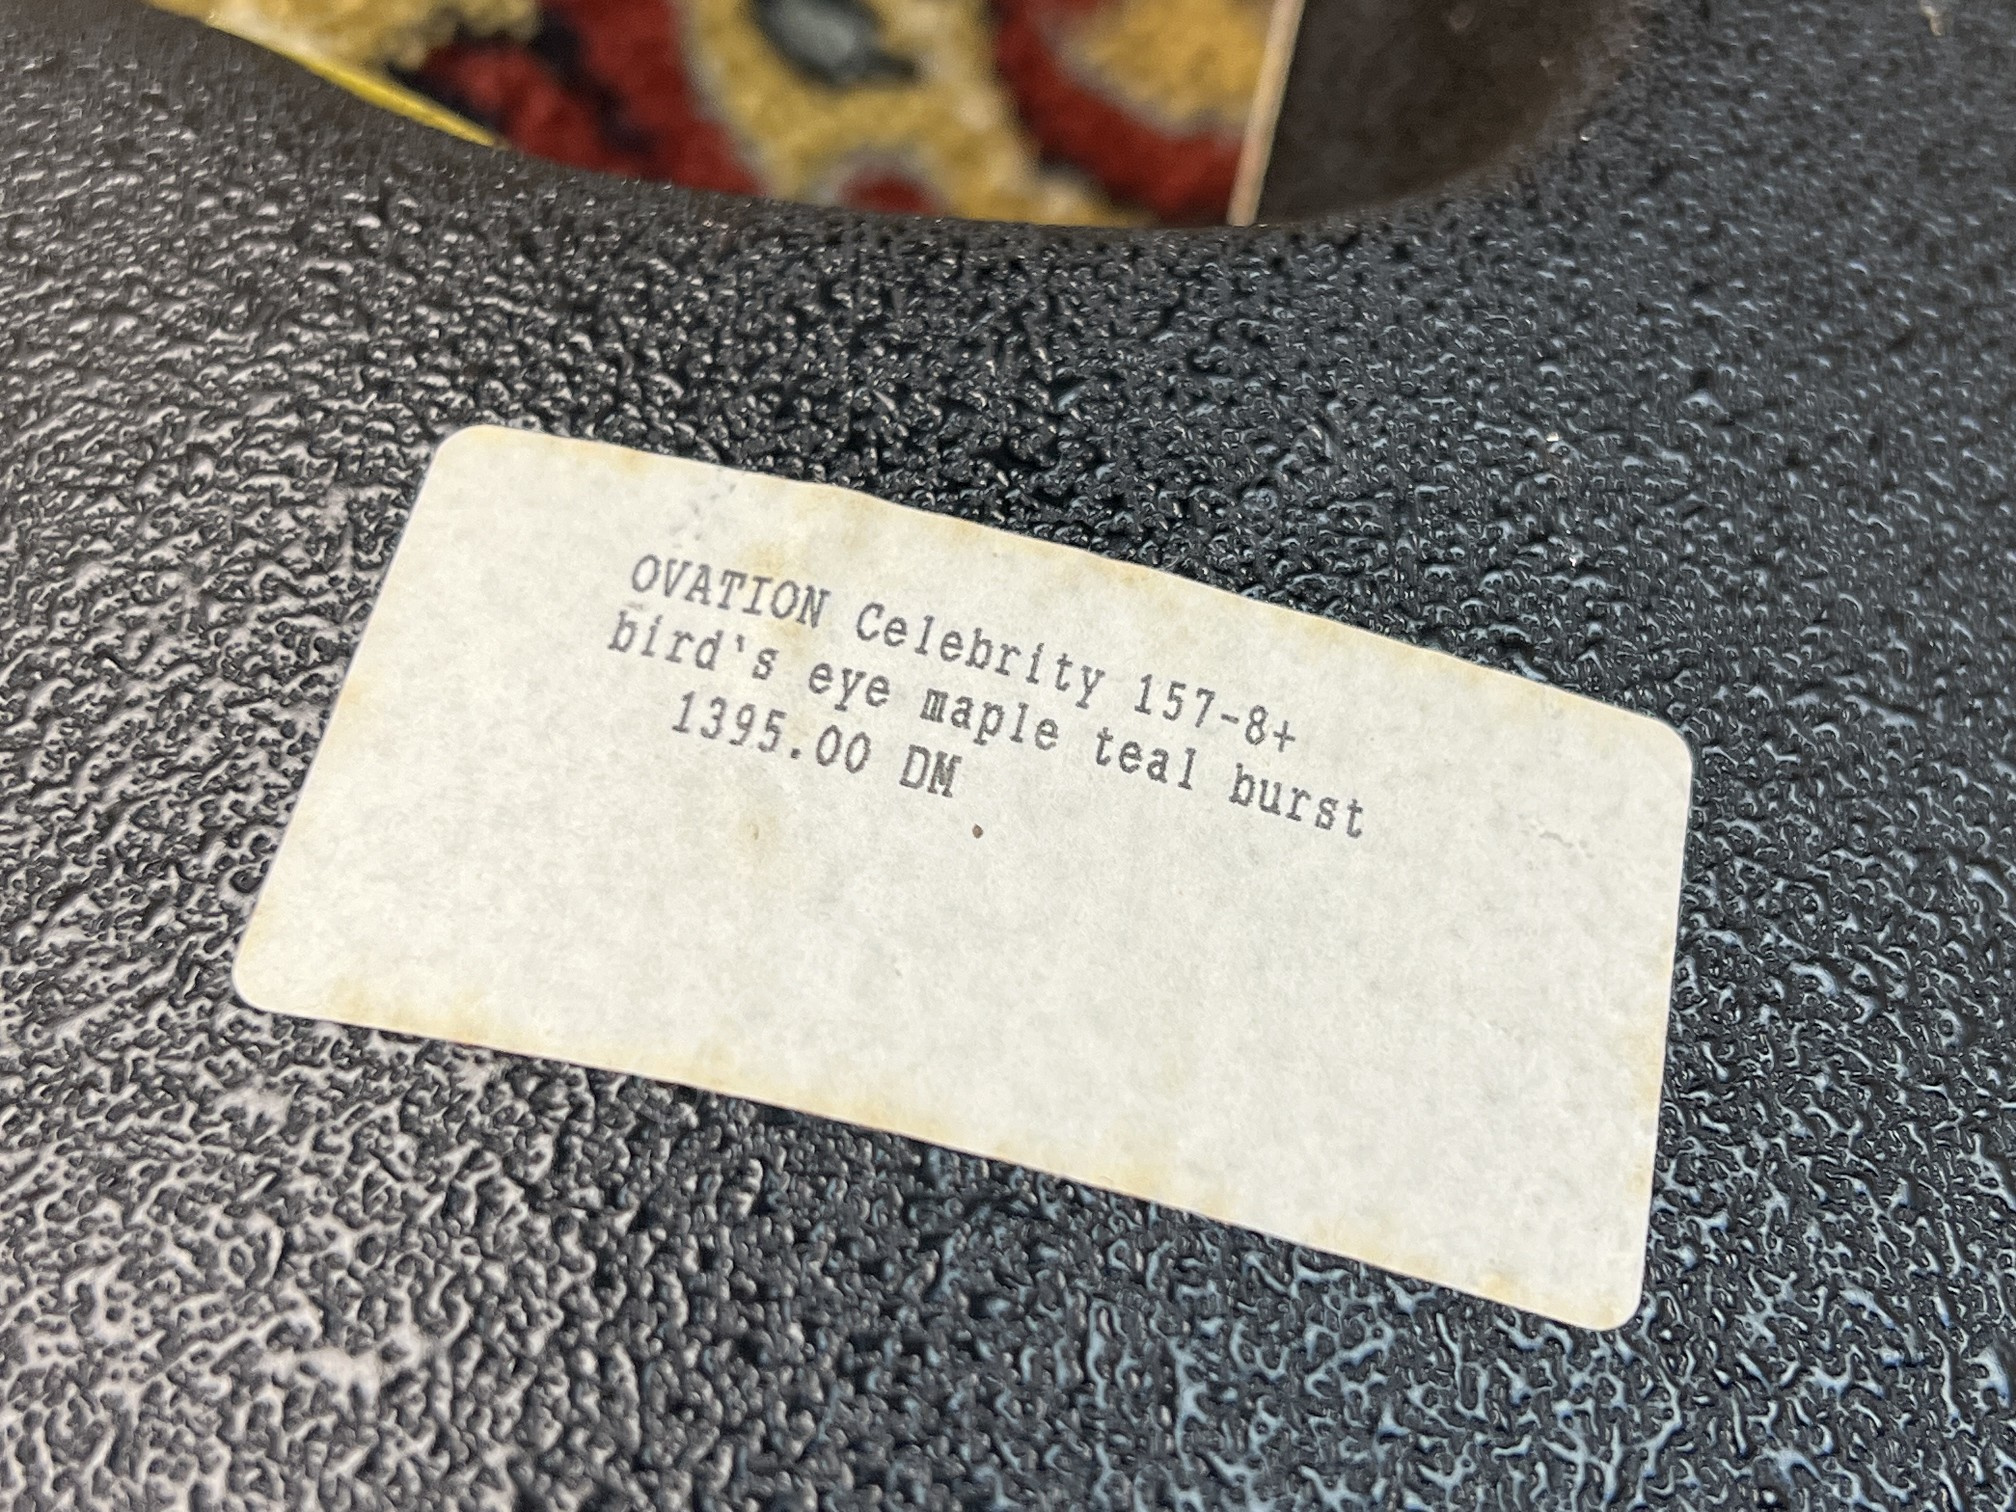 OVATION Celebrity 157-8+
bird's eye maple teal burst
1395.00 DM